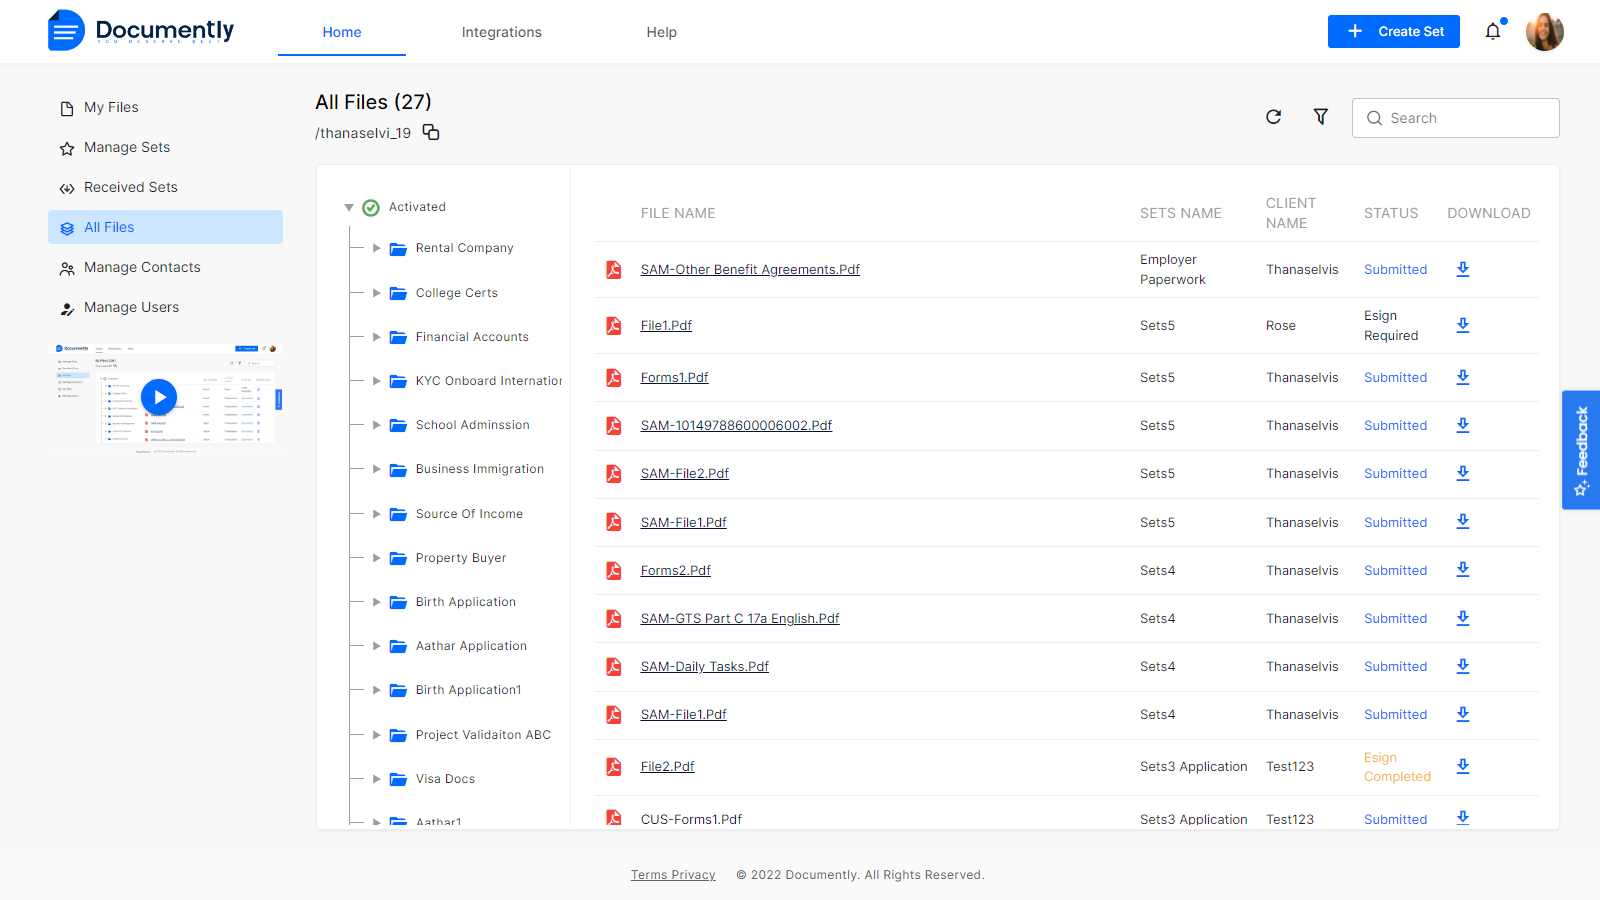 Documently
YOU DESERVE BEST
Home
Integrations
Help
Create Set
My Files
Manage Sets
Received Sets
All Files
Manage Contacts
Manage Users
All Files (27)
/thanaselvi_19
Search
Activated
Rental Company
College Certs
Financial Accounts
KYC Onboard Internation
School Adminssion
Business Immigration
Source Of Income
Property Buyer
Birth Application
Aathar Application
Birth Application1
Project Validaiton ABC
Visa Docs
Aathar1
FILE NAME SETS NAME CLIENT NAME STATUS DOWNLOAD
SAM-Other Benefit Agreements.Pdf Employer Paperwork Thanaselvis Submitted
File1.Pdf Sets5 Rose Esign Required
Forms1.Pdf Sets5 Thanaselvis Submitted
SAM-10149788600006002.Pdf Sets5 Thanaselvis Submitted
SAM-File2.Pdf Sets5 Thanaselvis Submitted
SAM-File1.Pdf Sets5 Thanaselvis Submitted
Forms2.Pdf Sets4 Thanaselvis Submitted
SAM-GTS Part C 17a English.Pdf Sets4 Thanaselvis Submitted
SAM-Daily Tasks.Pdf Sets4 Thanaselvis Submitted
SAM-File1.Pdf Sets4 Thanaselvis Submitted
File2.Pdf Sets3 Application Test123 Esign Completed
CUS-Forms1.Pdf Sets3 Application Test123 Submitted
Feedback
Terms Privacy © 2022 Documently. All Rights Reserved.